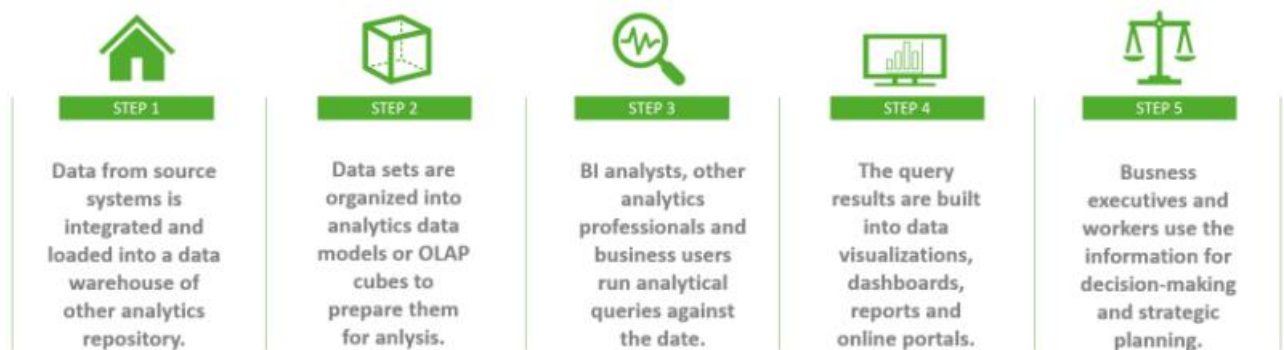 STEP 1
Data from source
systems is
integrated and
loaded into a data
warehouse of
other analytics
repository.
STEP 2
Data sets are
organized into
analytics data
models or OLAP
cubes to
prepare them
for anlysis.
STEP 3
BI analysts, other
analytics
professionals and
business users
run analytical
queries against
the date.
STEP 4
The query
results are built
into data
visualizations,
dashboards,
reports and
online portals.
STEP 5
Busness
executives and
workers use the
information for
decision-making
and strategic
planning.